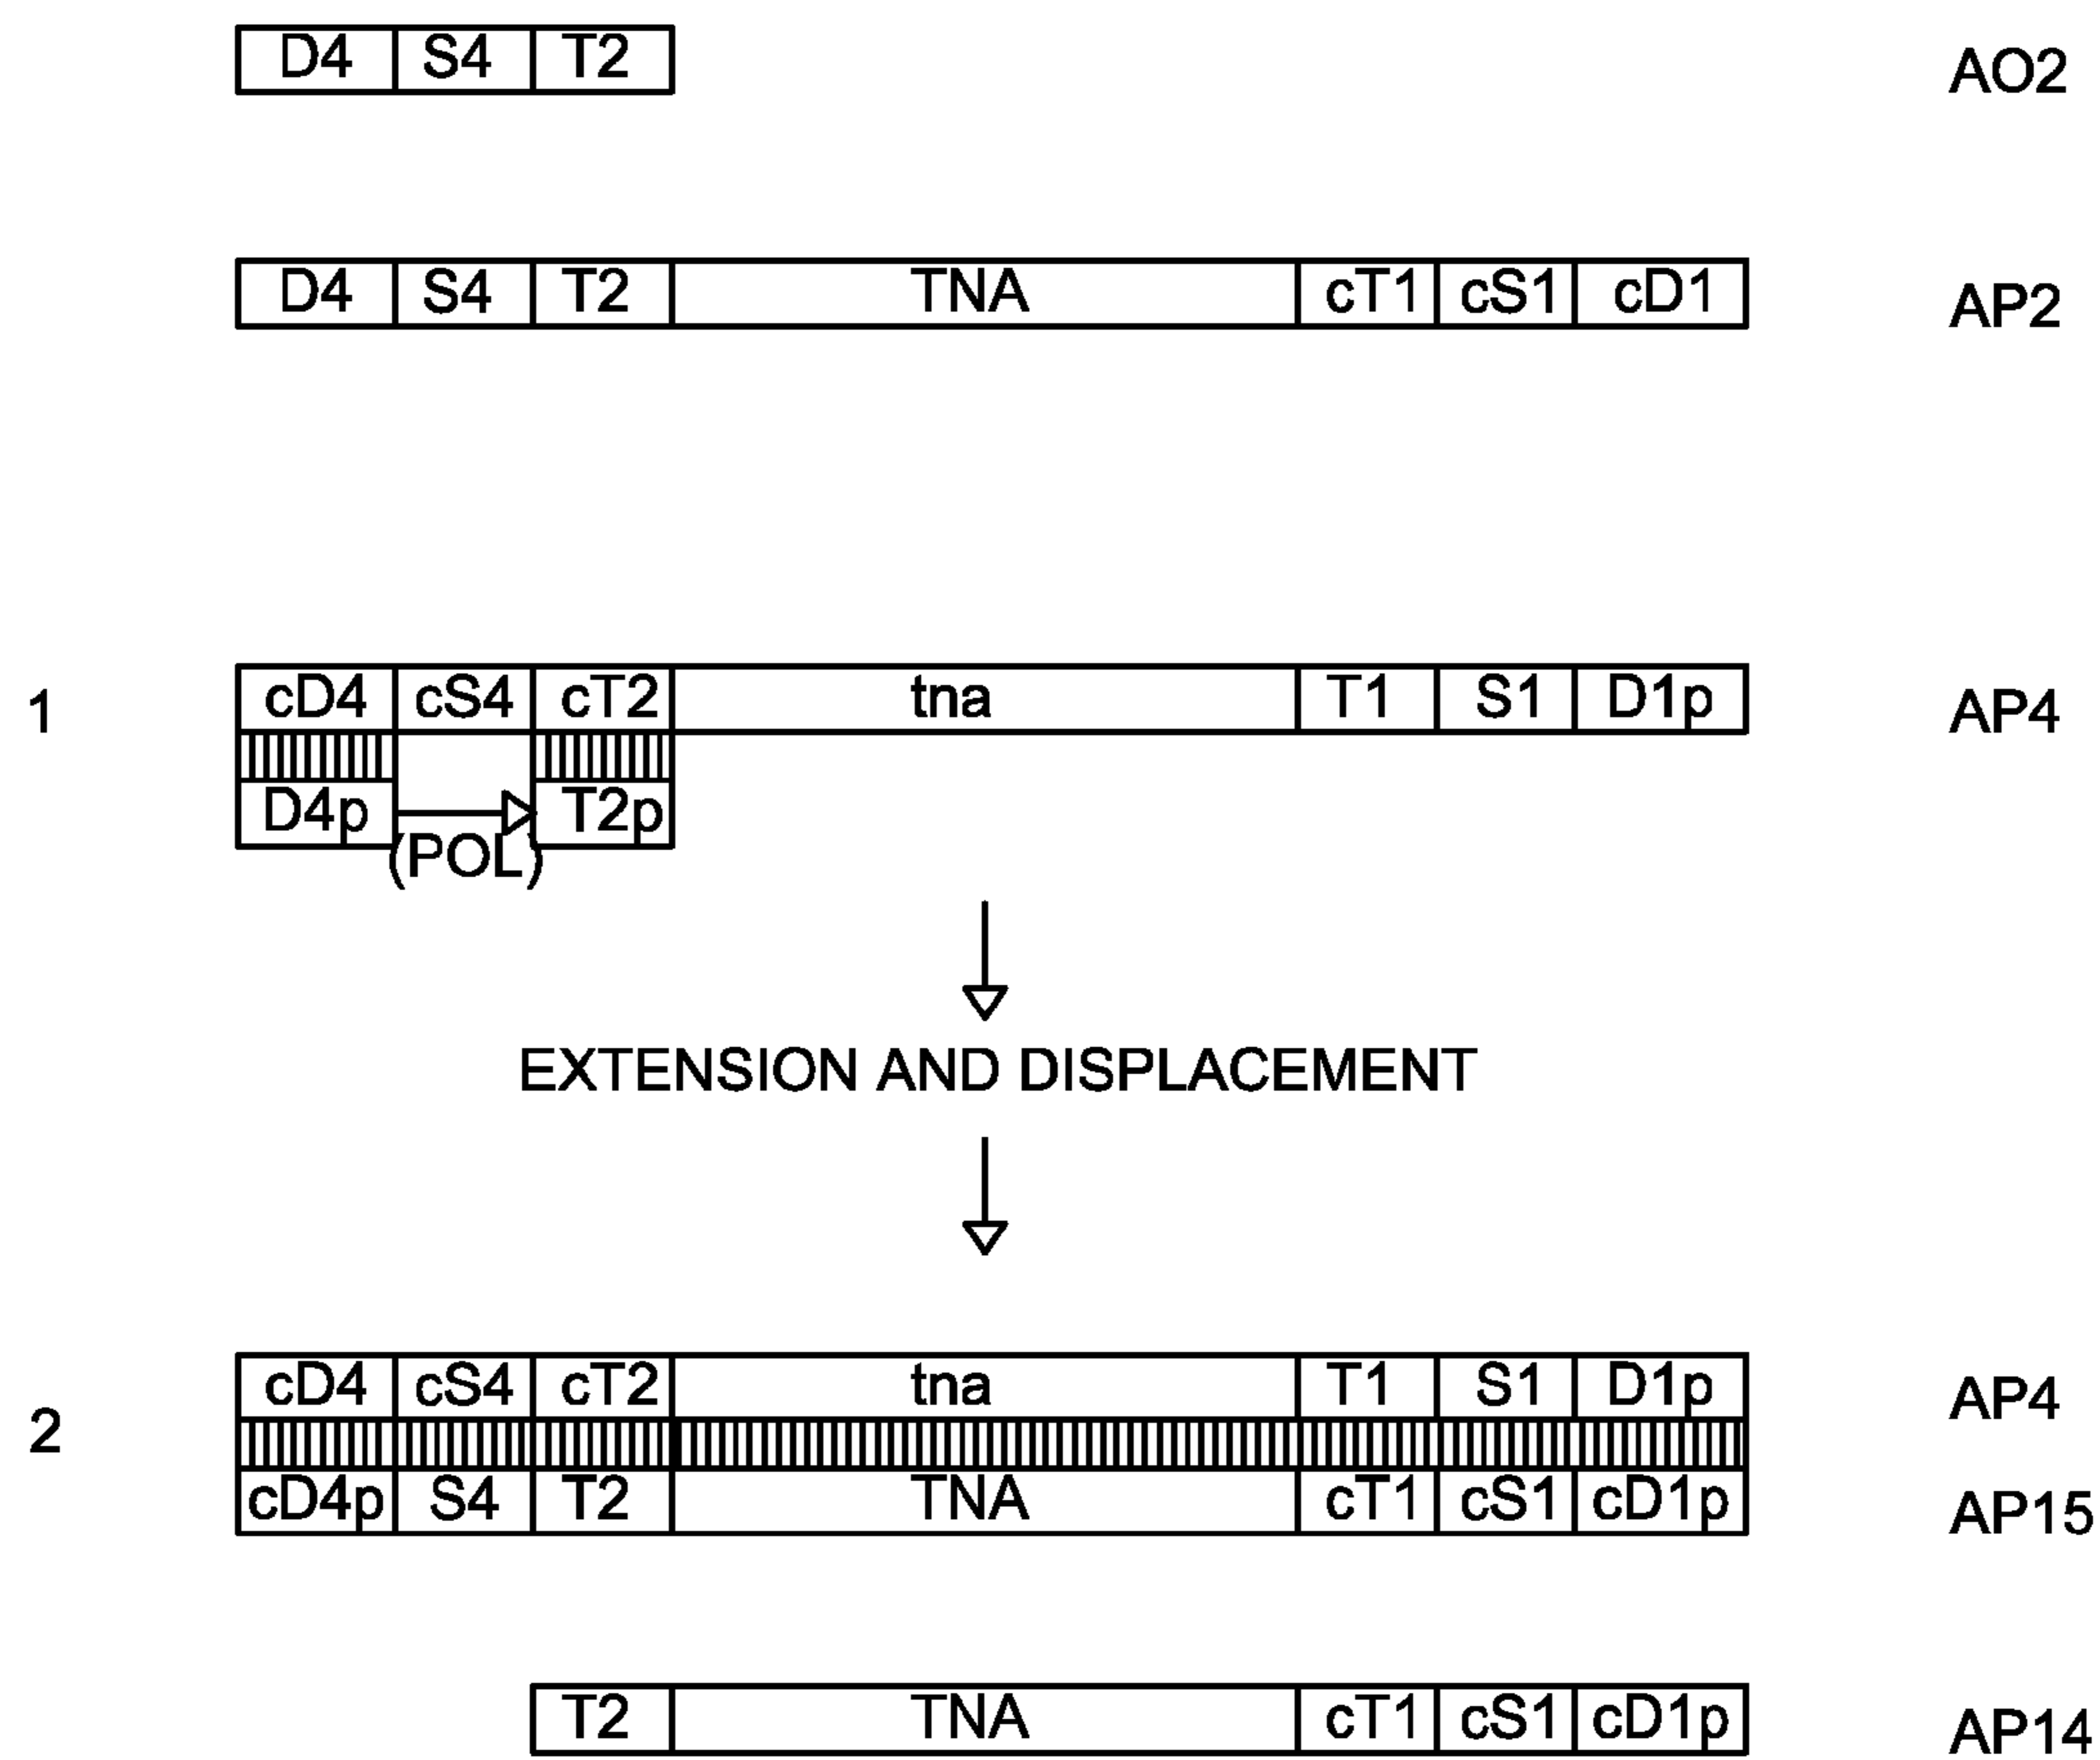 D4 S4 T2 AO2
D4 S4 T2 TNA cT1 cS1 cD1 AP2
1 cD4 cS4 cT2 tna T1 S1 D1p AP4
D4p T2p
(POL)
EXTENSION AND DISPLACEMENT
cD4 cS4 cT2 tna T1 S1 D1p AP4
2
cD4p S4 T2 TNA cT1 cS1 cD1p AP15
T2 TNA cT1 cS1 cD1p AP14